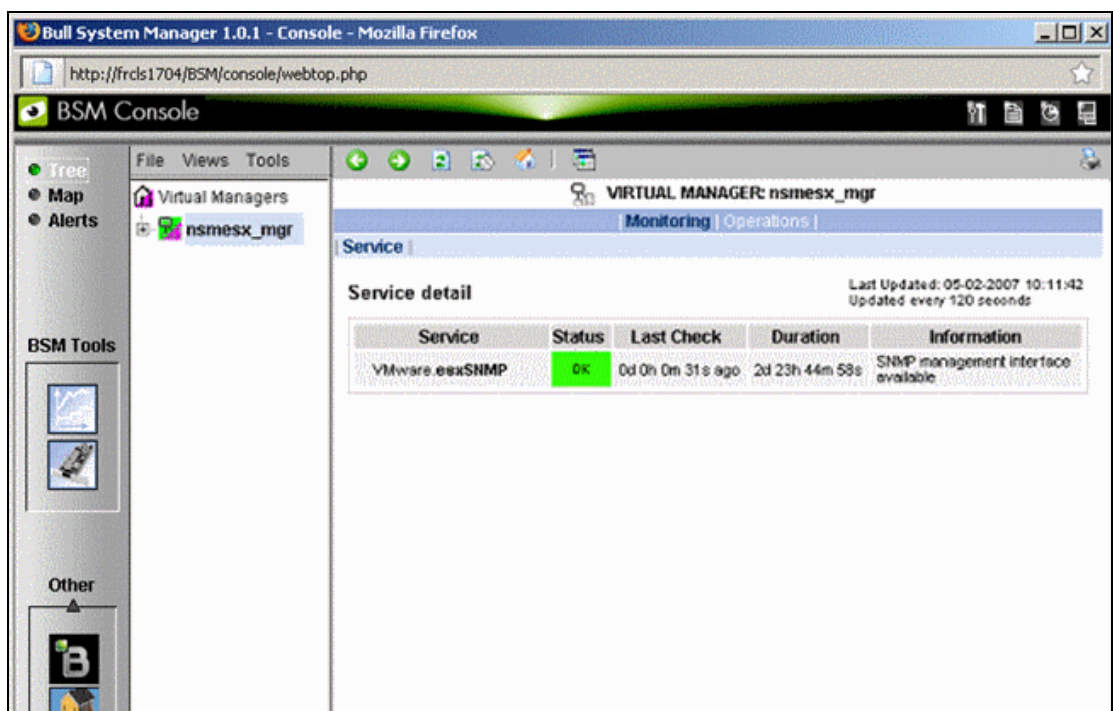 Bull System Manager 1.0.1 - Console - Mozilla Firefox
http://frcls1704/BSM/console/webtop.php
BSM Console
Tree
Map
Alerts
BSM Tools
Other
B
File Views Tools
Virtual Managers
nsmesx_mgr
VIRTUAL MANAGER: nsmesx_mgr
| Monitoring | Operations |
| Service |
Service detail
Last Updated: 05-02-2007 10:11:42
Updated every 120 seconds
Service Status Last Check Duration Information
VMware.esxSNMP OK 0d 0h 0m 31s ago 2d 23h 44m 58s SNMP management interface
available